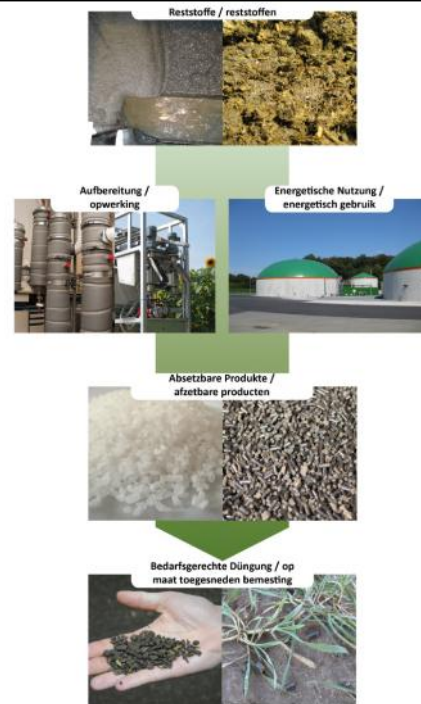 Reststoffe / reststoffen
Aufbereitung /
opwerking
Energetische Nutzung /
energetisch gebruik
Absetzbare Produkte /
afzetbare producten
Bedarfsgerechte Düngung / op
maat toegesneden bemesting